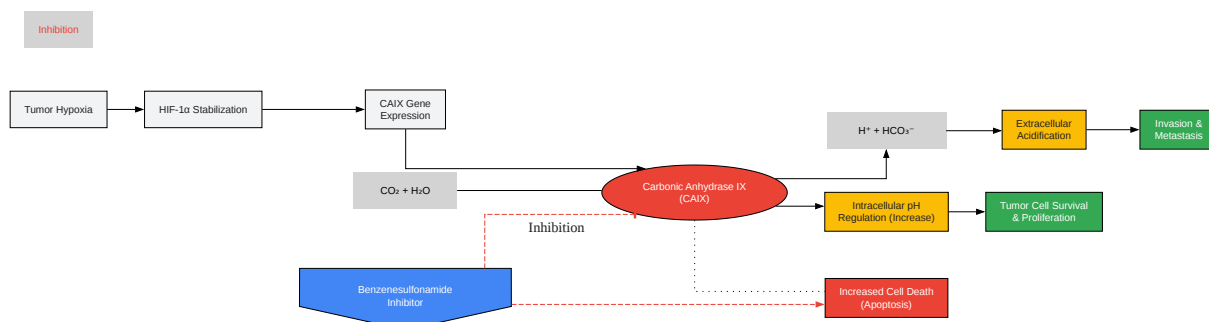 Inhibition
Tumor Hypoxia
HIF-1α Stabilization
CAIX Gene
Expression
CO₂ + H₂O
Carbonic Anhydrase IX
(CAIX)
H⁺ + HCO₃⁻
Extracellular
Acidification
Invasion &
Metastasis
Intracellular pH
Regulation (Increase)
Tumor Cell Survival
& Proliferation
Inhibition
Benzenesulfonamide
Inhibitor
Increased Cell Death
(Apoptosis)